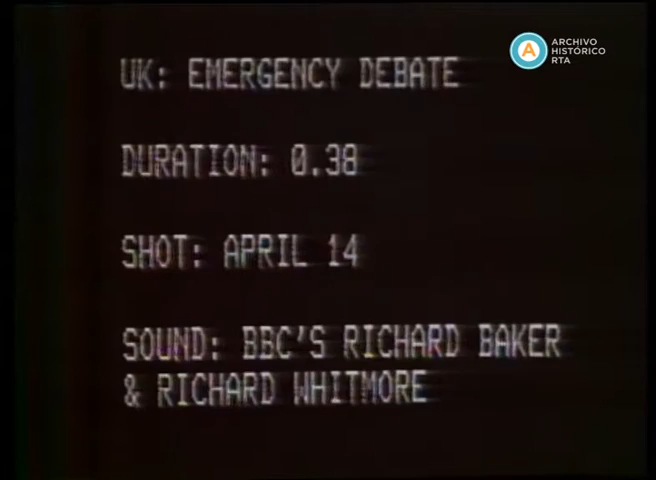 A
ARCHIVO
HISTÓRICO
RTA
UK: EMERGENCY DEBATE
DURATION: 0.38
SHOT: APRIL 14
SOUND: BBC'S RICHARD BAKER
& RICHARD WHITMORE